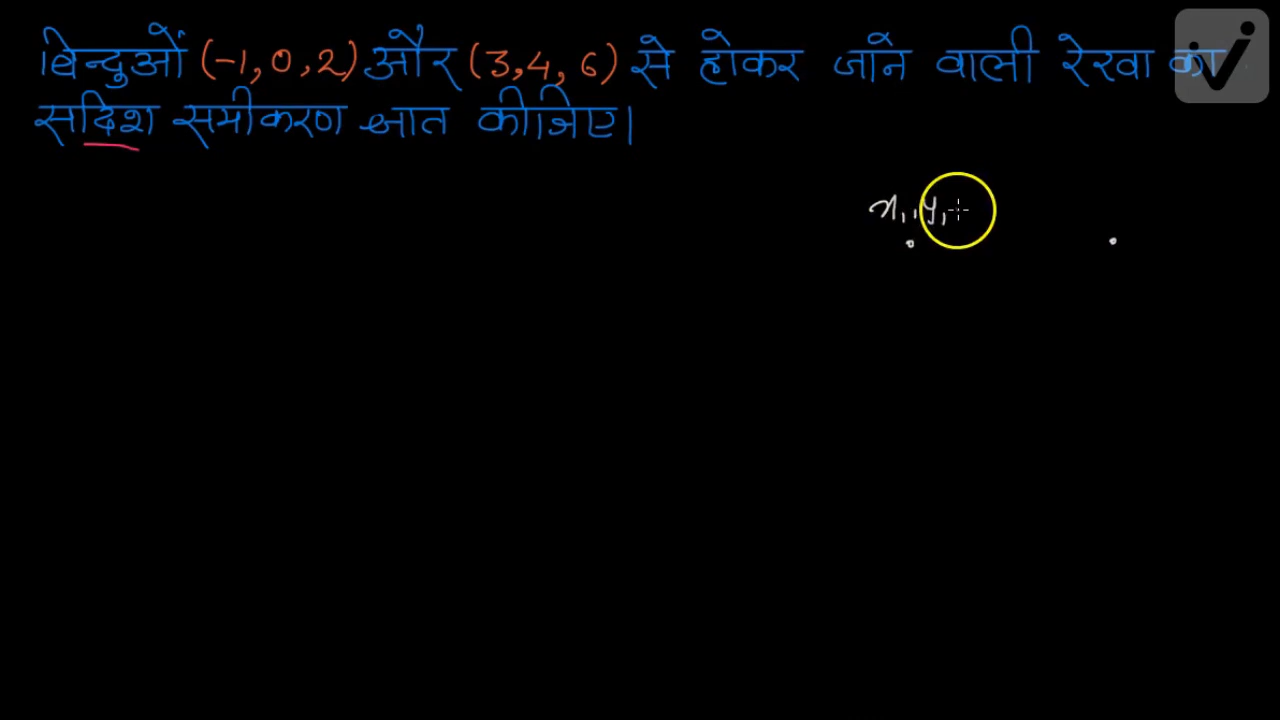 बिन्दुओं (-1, 0, 2) और (3, 4, 6) से होकर जाने वाली रेखा का
सदिश समीकरण ज्ञात कीजिए।
x₁, y₁